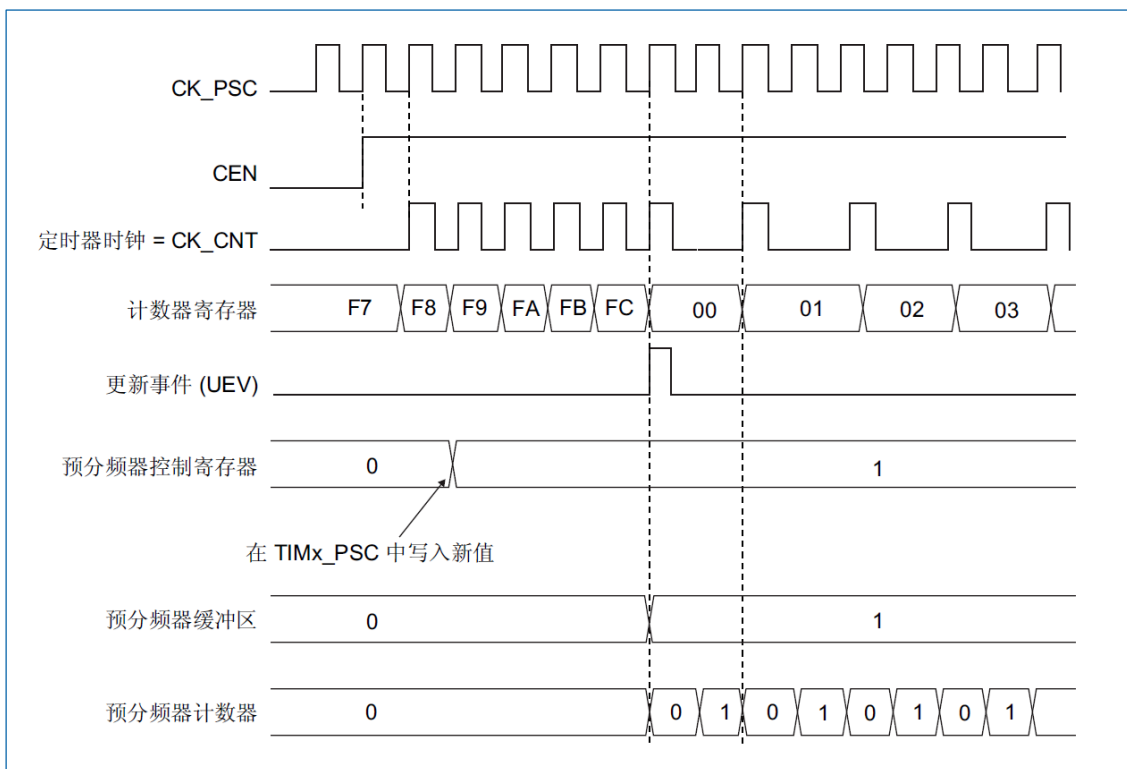 CK_PSC
CEN
定时器时钟 = CK_CNT
计数器寄存器 F7 F8 F9 FA FB FC 00 01 02 03
更新事件 (UEV)
预分频器控制寄存器 0 1
在 TIMx_PSC 中写入新值
预分频器缓冲区 0 1
预分频器计数器 0 0 1 0 1 0 1 0 1